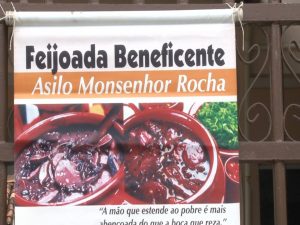 Feijoada Beneficente
Asilo Monsenhor Rocha
"A mão que estende ao pobre é mais
abençoada do que a boca que reza."